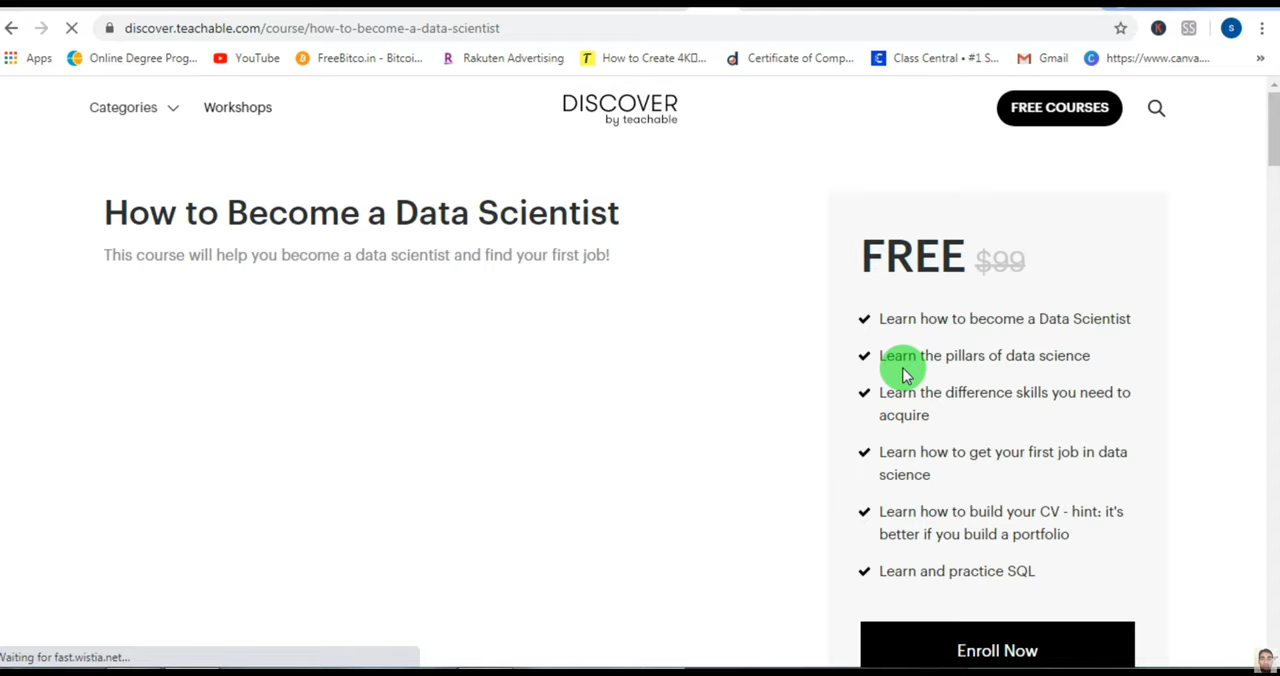 discover.teachable.com/course/how-to-become-a-data-scientist
S
Apps Online Degree Prog... YouTube FreeBitco.in - Bitcoi... Rakuten Advertising How to Create 4K... Certificate of Comp... Class Central • #1 S... Gmail https://www.canva.... »
Categories Workshops
DISCOVER
by teachable
FREE COURSES
How to Become a Data Scientist
This course will help you become a data scientist and find your first job!
FREE $99
Learn how to become a Data Scientist
Learn the pillars of data science
Learn the difference skills you need to
acquire
Learn how to get your first job in data
science
Learn how to build your CV - hint: it's
better if you build a portfolio
Learn and practice SQL
Enroll Now
Waiting for fast.wistia.net...